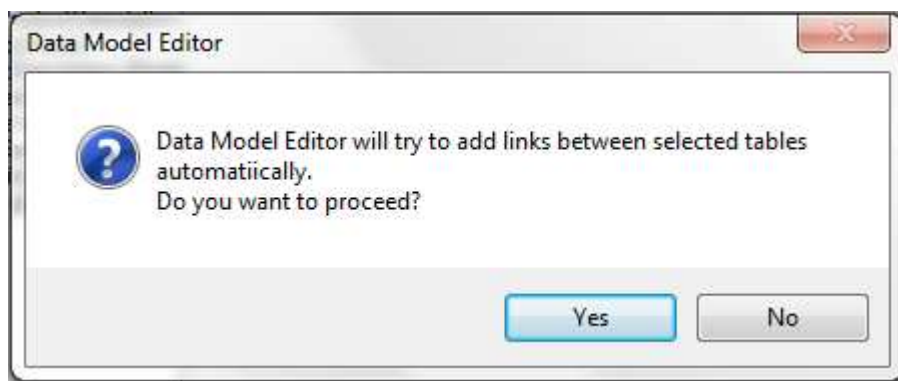 Data Model Editor
Data Model Editor will try to add links between selected tables
automatiically.
Do you want to proceed?
Yes No